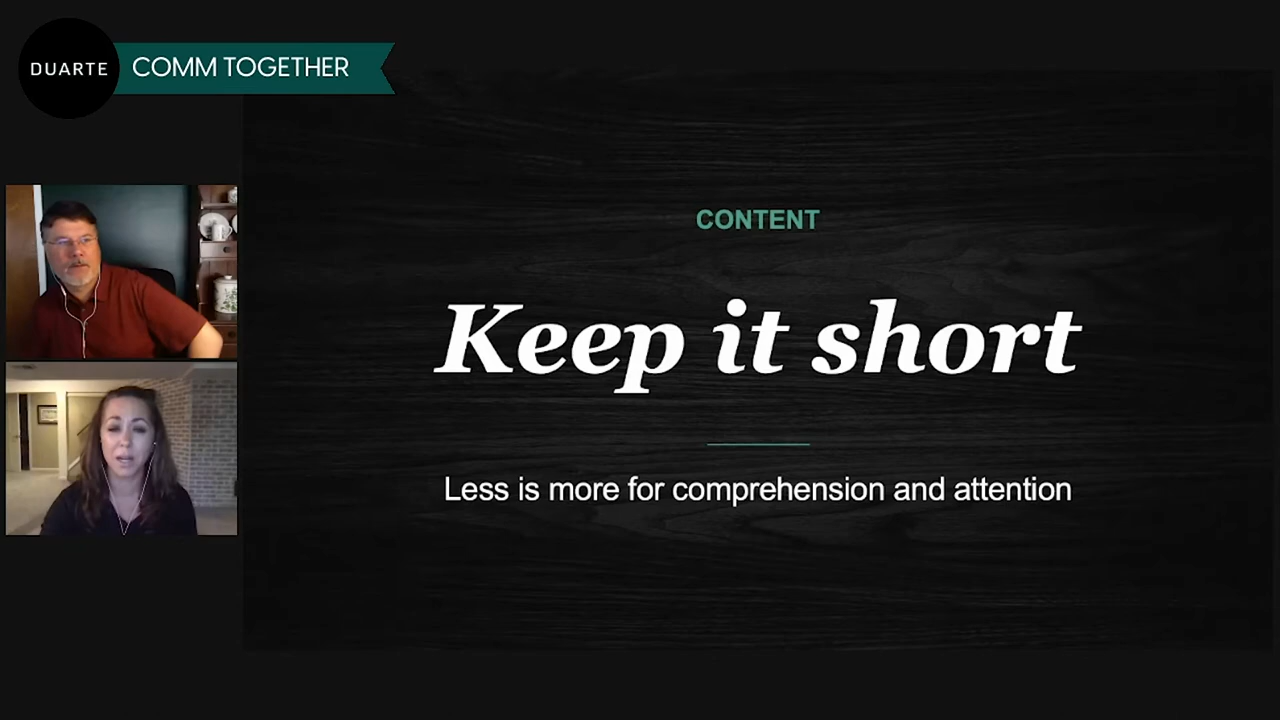 DUARTE
COMM TOGETHER
CONTENT
Keep it short
Less is more for comprehension and attention